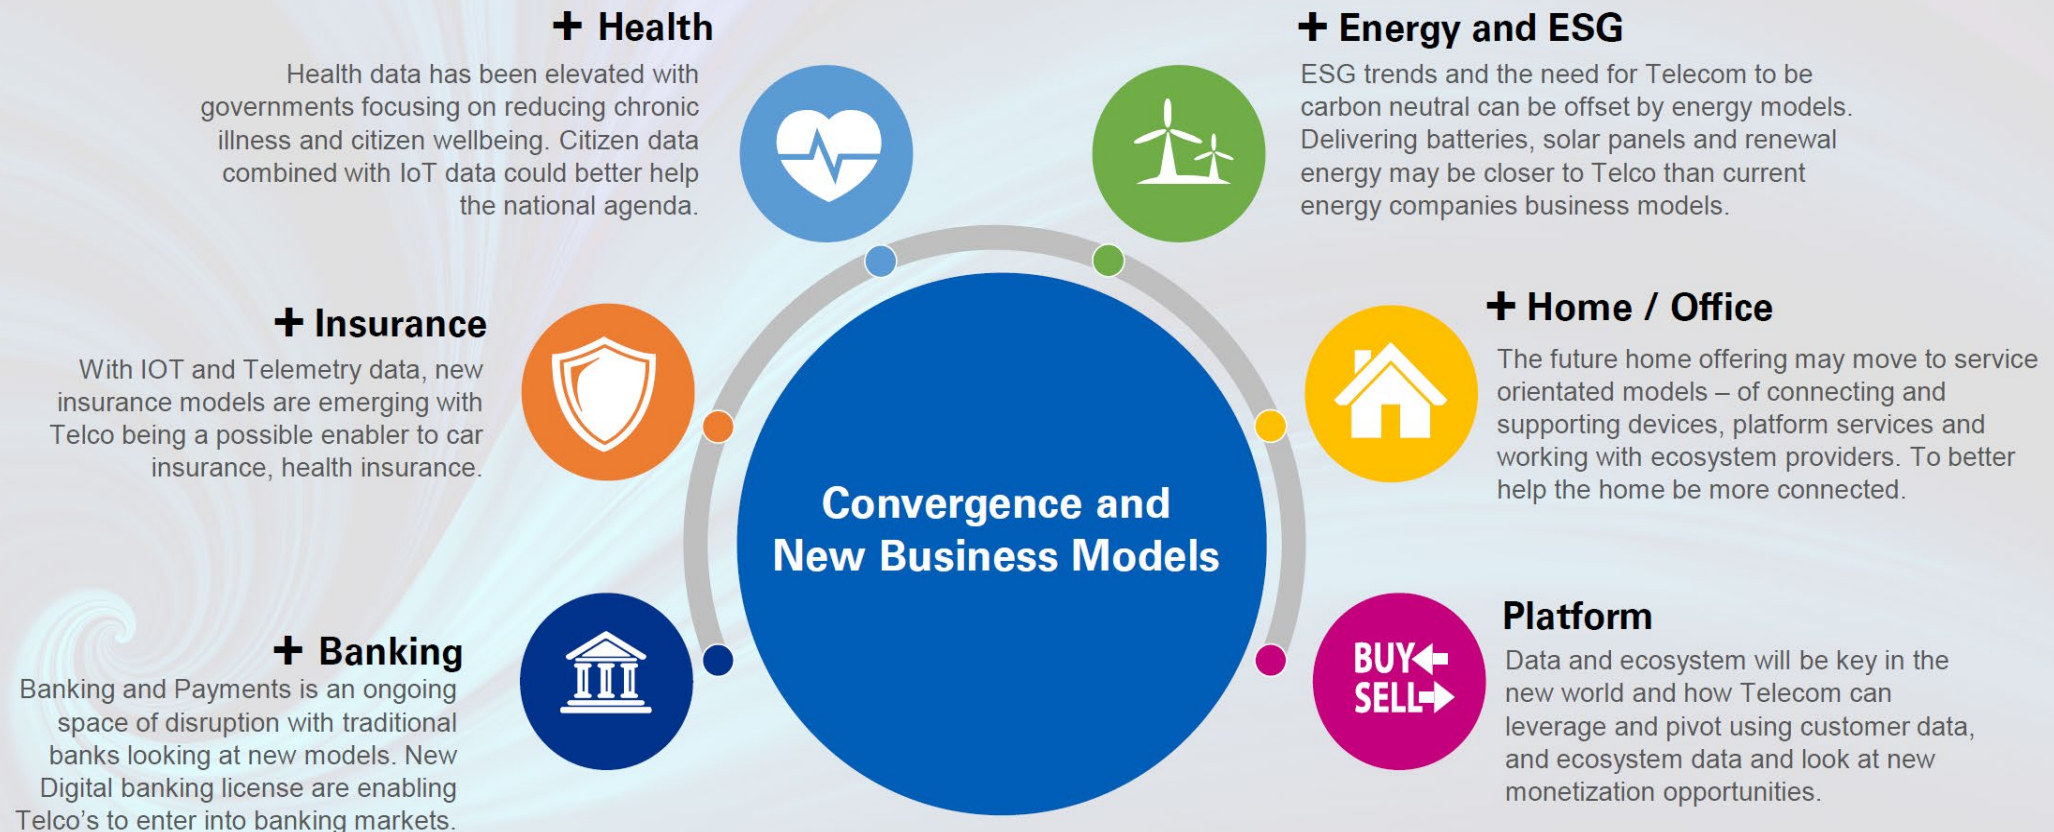 + Health
Health data has been elevated with
governments focusing on reducing chronic
illness and citizen wellbeing. Citizen data
combined with IoT data could better help
the national agenda.
+ Energy and ESG
ESG trends and the need for Telecom to be
carbon neutral can be offset by energy models.
Delivering batteries, solar panels and renewal
energy may be closer to Telco than current
energy companies business models.
+ Insurance
With IOT and Telemetry data, new
insurance models are emerging with
Telco being a possible enabler to car
insurance, health insurance.
+ Home / Office
The future home offering may move to service
orientated models – of connecting and
supporting devices, platform services and
working with ecosystem providers. To better
help the home be more connected.
Convergence and
New Business Models
+ Banking
Banking and Payments is an ongoing
space of disruption with traditional
banks looking at new models. New
Digital banking license are enabling
Telco's to enter into banking markets.
BUY
SELL
Platform
Data and ecosystem will be key in the
new world and how Telecom can
leverage and pivot using customer data,
and ecosystem data and look at new
monetization opportunities.